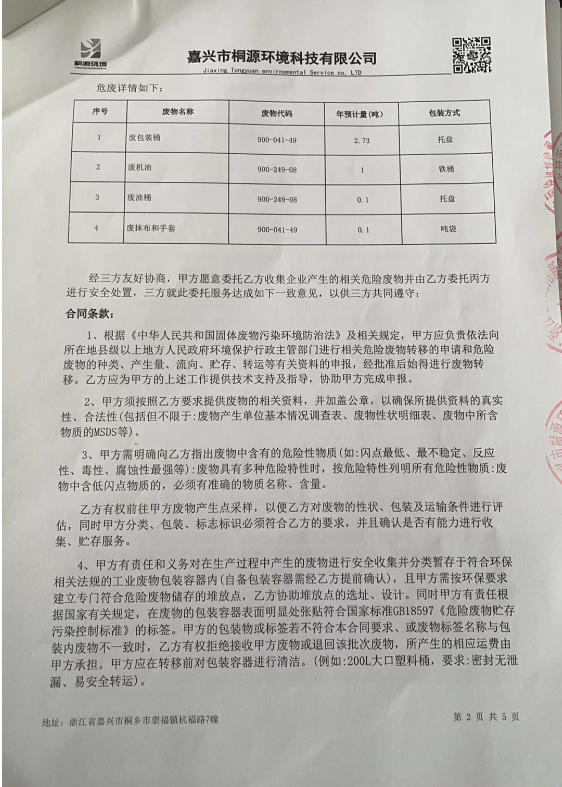 桐源环境
嘉兴市桐源环境科技有限公司
Jiaxing Tongyuan envirnomental Service co. LTD
危废详情如下：
序号 废物名称 废物代码 年预计量(吨) 包装方式
1 废包装桶 900-041-49 2.73 托盘
2 废机油 900-249-08 1 铁桶
3 废油桶 900-249-08 0.1 托盘
4 废抹布和手套 900-041-49 0.1 吨袋
经三方友好协商，甲方愿意委托乙方收集企业产生的相关危险废物并由乙方委托丙方
进行安全处置，三方就此委托服务达成如下一致意见，以供三方共同遵守：
合同条款：
1、根据《中华人民共和国固体废物污染环境防治法》及相关规定，甲方应负责依法向
所在地县级以上地方人民政府环境保护行政主管部门进行相关危险废物转移的申请和危险
废物的种类、产生量、流向、贮存、转运等有关资料的申报，经批准后始得进行废物转
移。乙方应为甲方的上述工作提供技术支持及指导，协助甲方完成申报。
2、甲方须按照乙方要求提供废物的相关资料，并加盖公章，以确保所提供资料的真实
性、合法性(包括但不限于:废物产生单位基本情况调查表、废物性状明细表、废物中所含
物质的MSDS等)。
3、甲方需明确向乙方指出废物中含有的危险性物质(如:闪点最低、最不稳定、反应
性、毒性、腐蚀性最强等):废物具有多种危险特性时，按危险特性列明所有危险性物质:废
物中含低闪点物质的，必须有准确的物质名称、含量。
乙方有权前往甲方废物产生点采样，以便乙方对废物的性状、包装及运输条件进行评
估，同时甲方分类、包装、标志标识必须符合乙方的要求，并且确认是否有能力进行收
集、贮存服务。
4、甲方有责任和义务对在生产过程中产生的废物进行安全收集并分类暂存于符合环保
相关法规的工业废物包装容器内(自备包装容器需经乙方提前确认)，且甲方需按环保要求
建立专门符合危险废物储存的堆放点，乙方协助堆放点的选址、设计。同时甲方有责任根
据国家有关规定，在废物的包装容器表面明显处张贴符合国家标准GB18597《危险废物贮存
污染控制标准》的标签。甲方的包装物或标签若不符合本合同要求、或废物标签名称与包
装内废物不一致时，乙方有权拒绝接收甲方废物或退回该批次废物，所产生的相应运费由
甲方承担。甲方应在转移前对包装容器进行清洁。(例如:200L大口塑料桶，要求:密封无泄
漏、易安全转运)。
地址：浙江省嘉兴市桐乡市崇福镇杭福路7幢
第 2 页 共 5 页